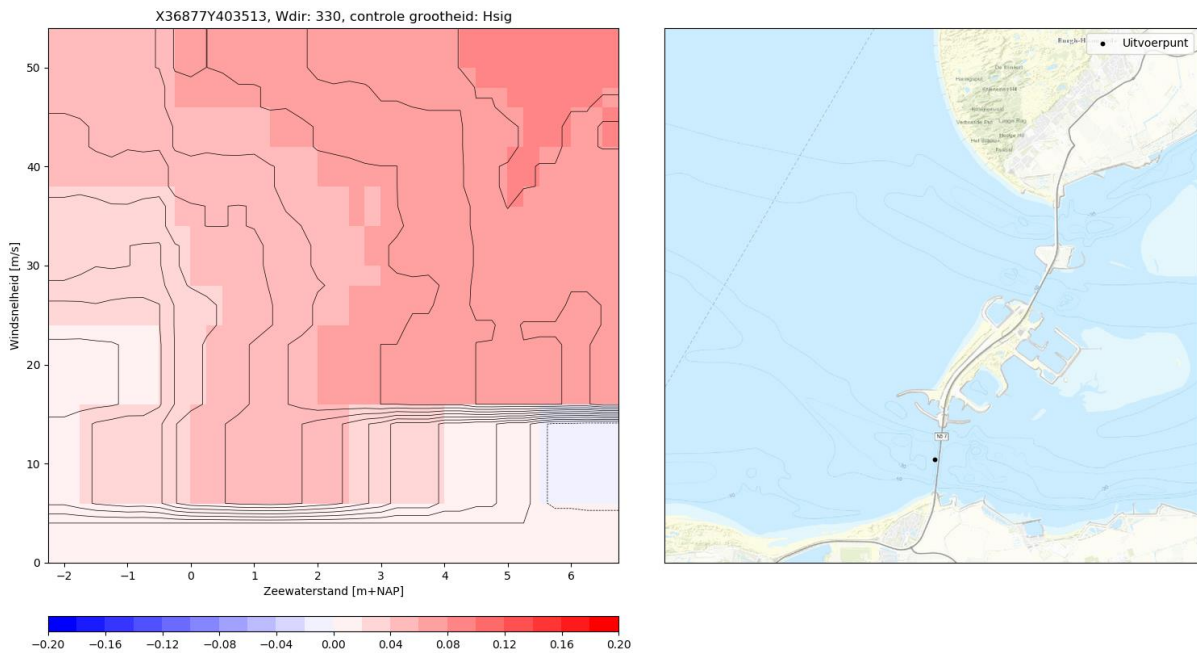 X36877Y403513, Wdir: 330, controle grootheid: Hsig
50
40
30
20
10
0
Windsnelheid [m/s]
−2 −1 0 1 2 3 4 5 6
Zeewaterstand [m+NAP]
−0.20 −0.16 −0.12 −0.08 −0.04 0.00 0.04 0.08 0.12 0.16 0.20
Uitvoerpunt
N57